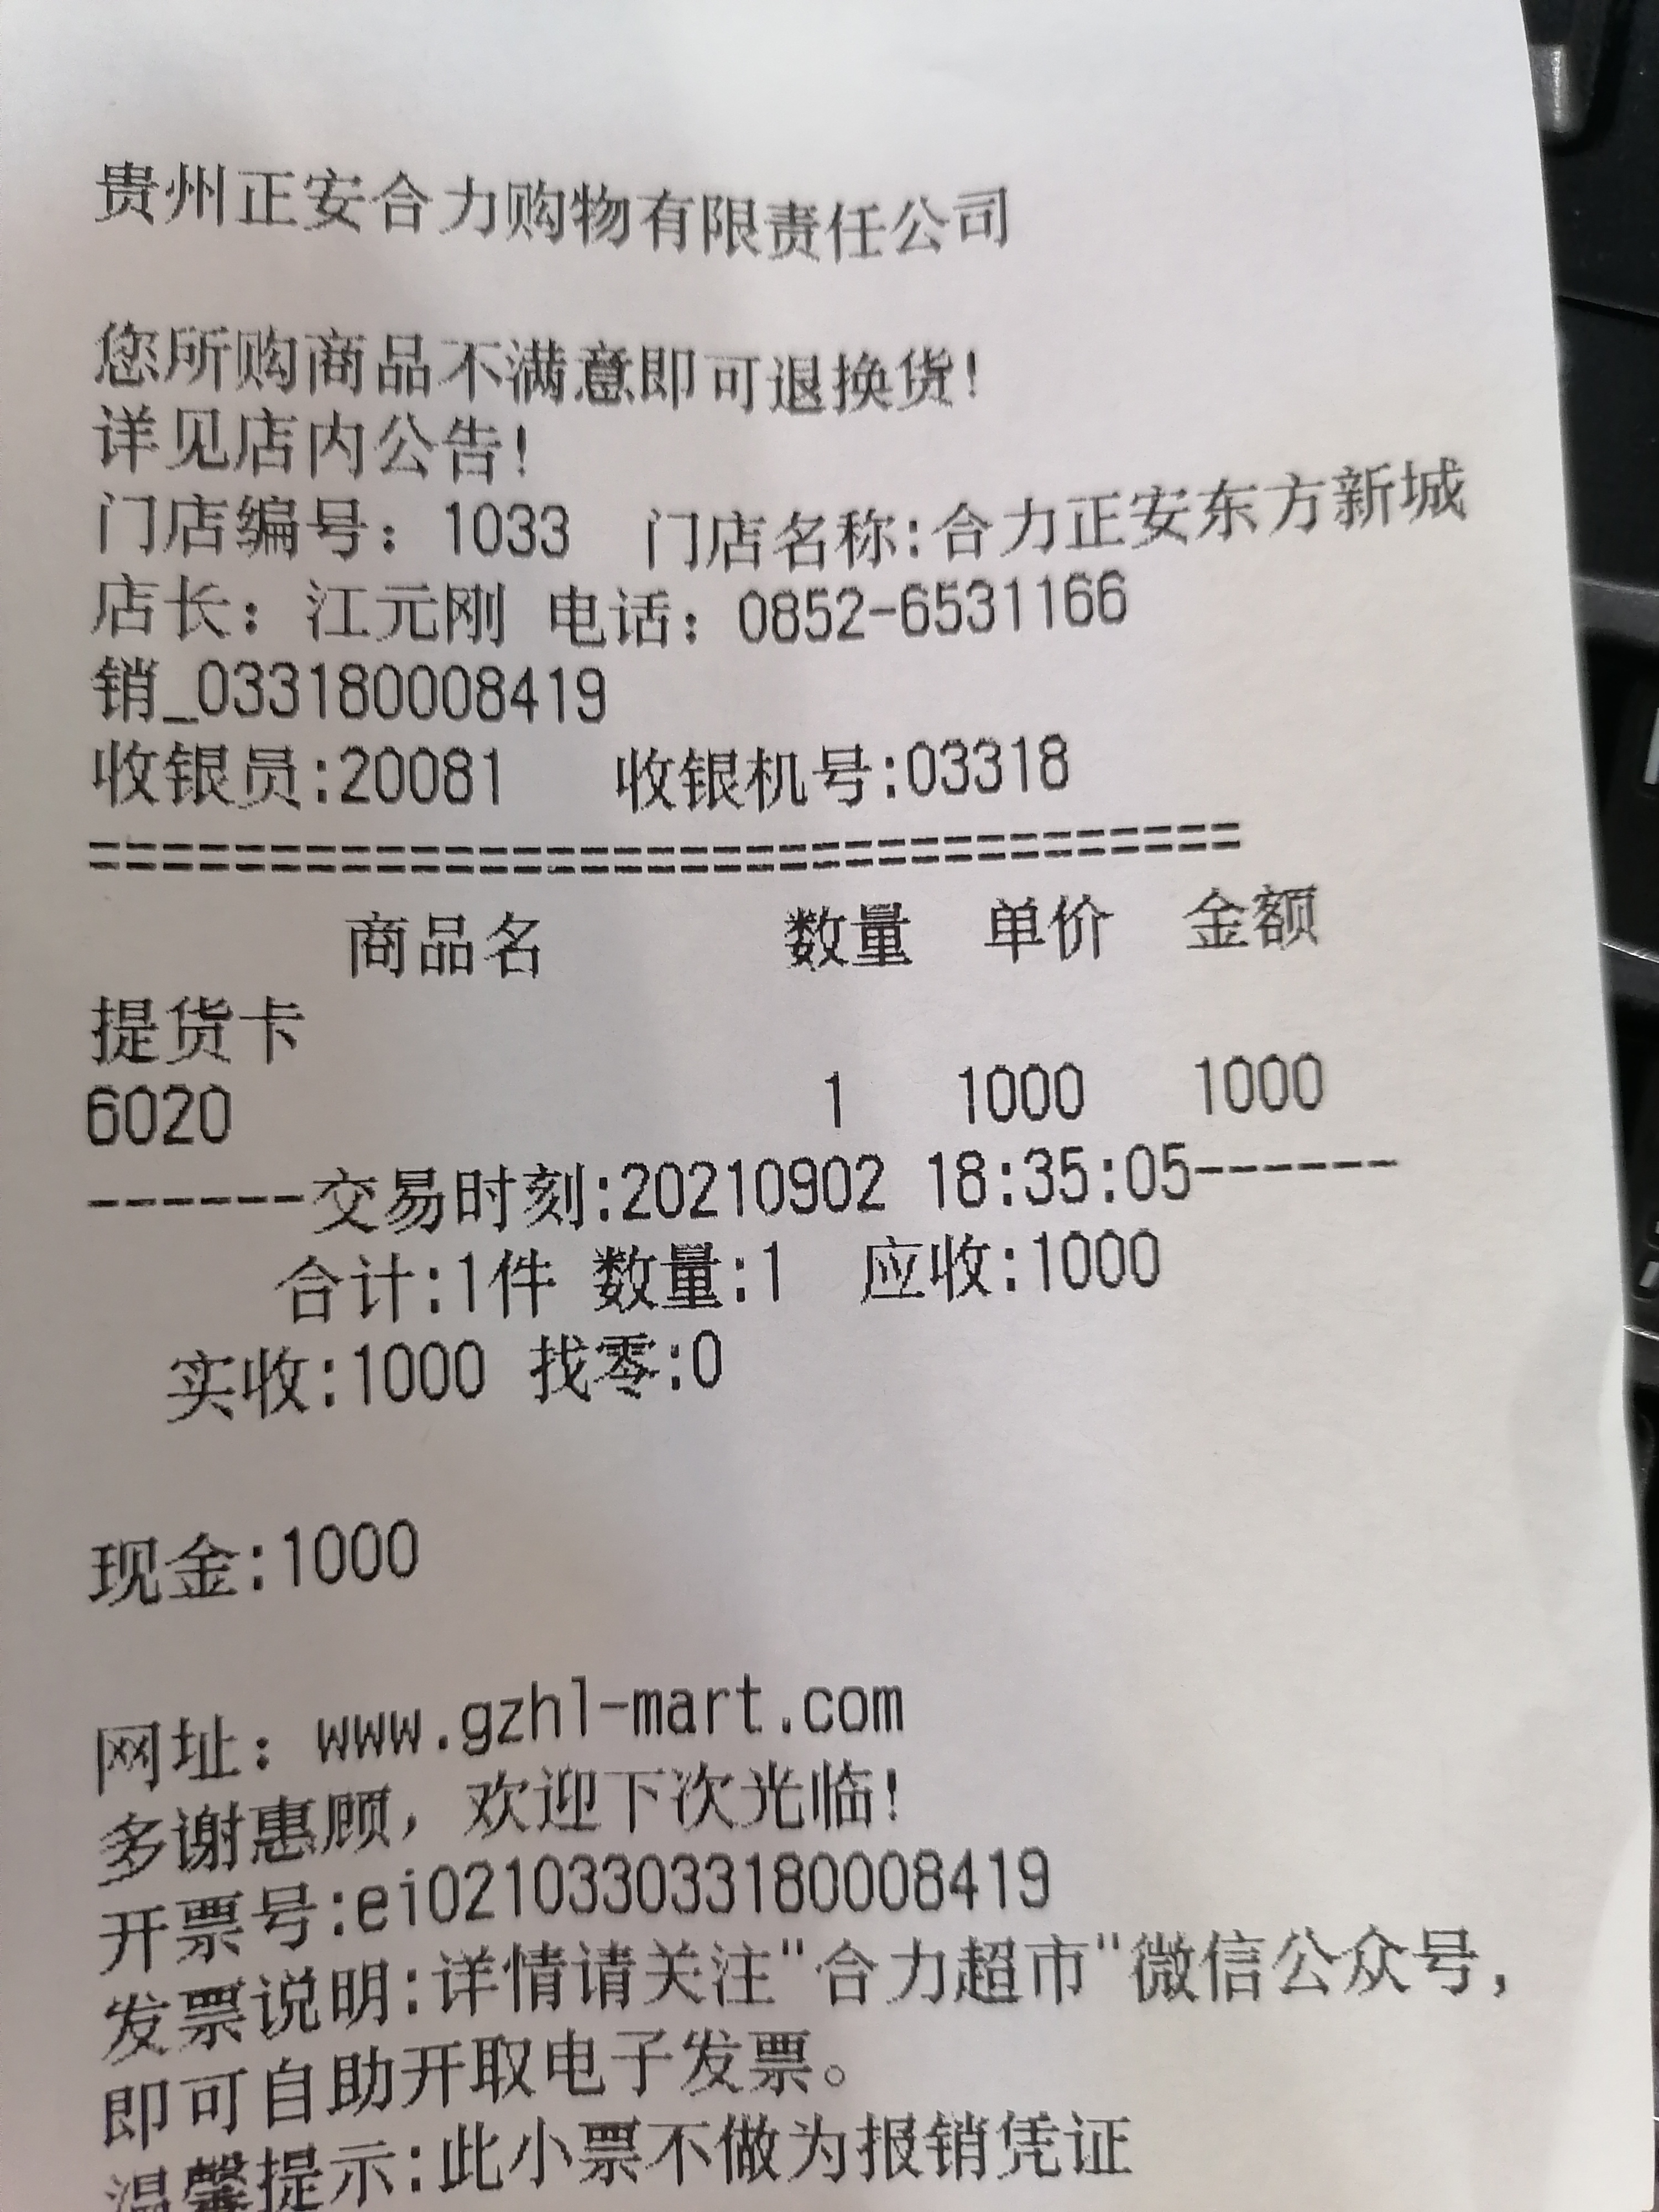 贵州正安合力购物有限责任公司
您所购商品不满意即可退换货!
详见店内公告!
门店编号：1033 门店名称:合力正安东方新城
店长：江元刚 电话：0852-6531166
销_033180008419
收银员:20081 收银机号:03318
===================================
商品名 数量 单价 金额
提货卡
6020 1 1000 1000
------交易时刻:20210902 18:35:05------
合计:1件 数量:1 应收:1000
实收:1000 找零:0
现金:1000
网址：www.gzhl-mart.com
多谢惠顾，欢迎下次光临!
开票号:ei021033033180008419
发票说明:详情请关注"合力超市"微信公众号，
即可自助开取电子发票。
温馨提示:此小票不做为报销凭证